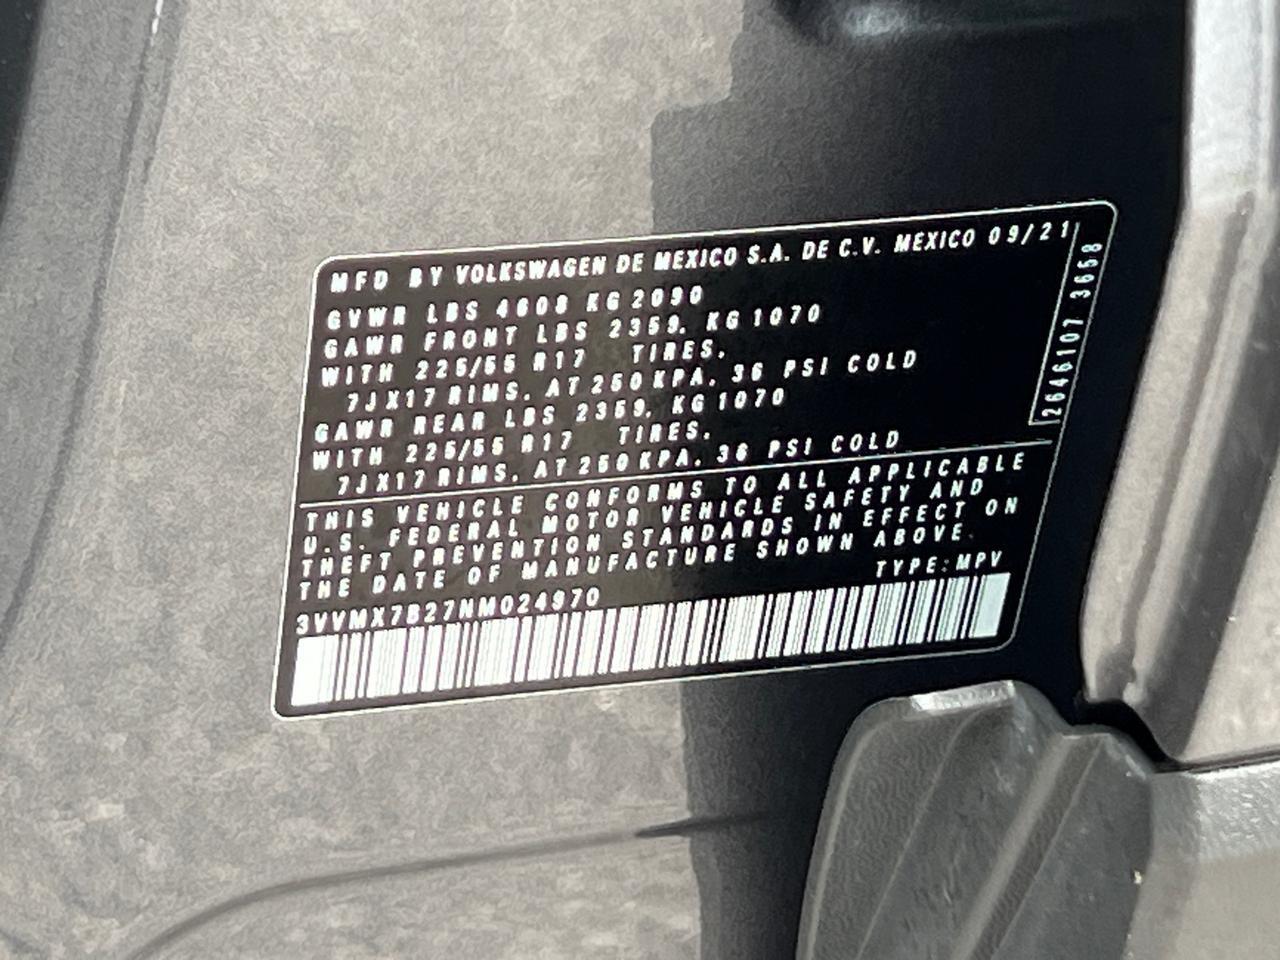 MFD BY VOLKSWAGEN DE MEXICO S.A. DE C.V. MEXICO 09/21
GVWR LBS 4608 KG 2090
GAWR FRONT LBS 2359. KG 1070
WITH 225/55 R17 TIRES.
7JX17 RIMS. AT 250 KPA. 36 PSI COLD
GAWR REAR LBS 2359. KG 1070
WITH 225/55 R17 TIRES.
7JX17 RIMS. AT 250 KPA. 36 PSI COLD
2646107 3658
THIS VEHICLE CONFORMS TO ALL APPLICABLE
U.S. FEDERAL MOTOR VEHICLE SAFETY AND
THEFT PREVENTION STANDARDS IN EFFECT ON
THE DATE OF MANUFACTURE SHOWN ABOVE.
TYPE: MPV
3VVMX7B27NM024970